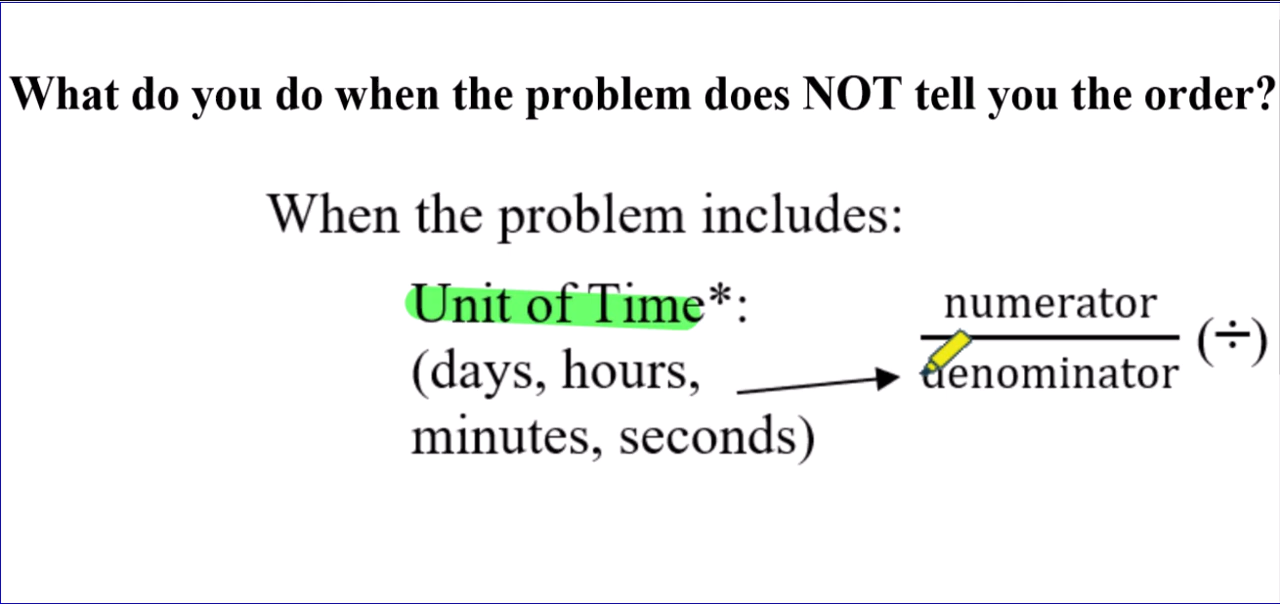 What do you do when the problem does NOT tell you the order?
When the problem includes:
Unit of Time*:
(days, hours,
minutes, seconds)
numerator
denominator
(÷)